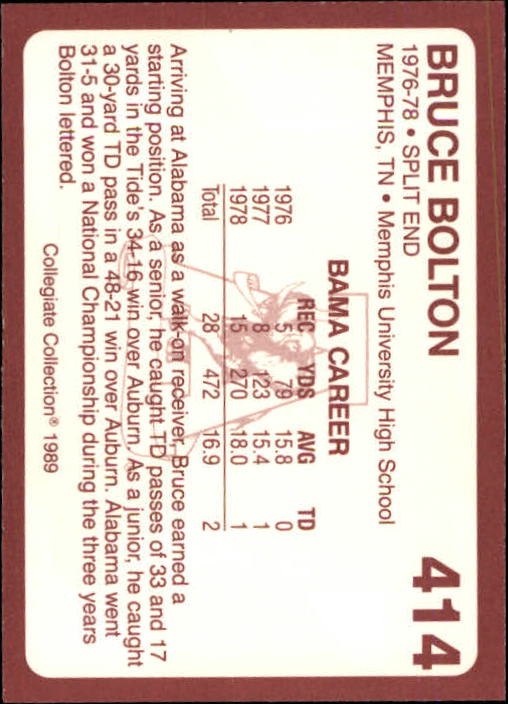 BRUCE BOLTON
414
1976-78 • SPLIT END
MEMPHIS, TN • Memphis University High School
BAMA CAREER
REC YDS AVG TD
1976 5 79 15.8 0
1977 8 123 15.4 1
1978 15 270 18.0 1
Total 28 472 16.9 2
Arriving at Alabama as a walk-on receiver, Bruce earned a
starting position. As a senior, he caught TD passes of 33 and 17
yards in the Tide's 34-16 win over Auburn. As a junior, he caught
a 30-yard TD pass in a 48-21 win over Auburn. Alabama went
31-5 and won a National Championship during the three years
Bolton lettered.
Collegiate Collection® 1989